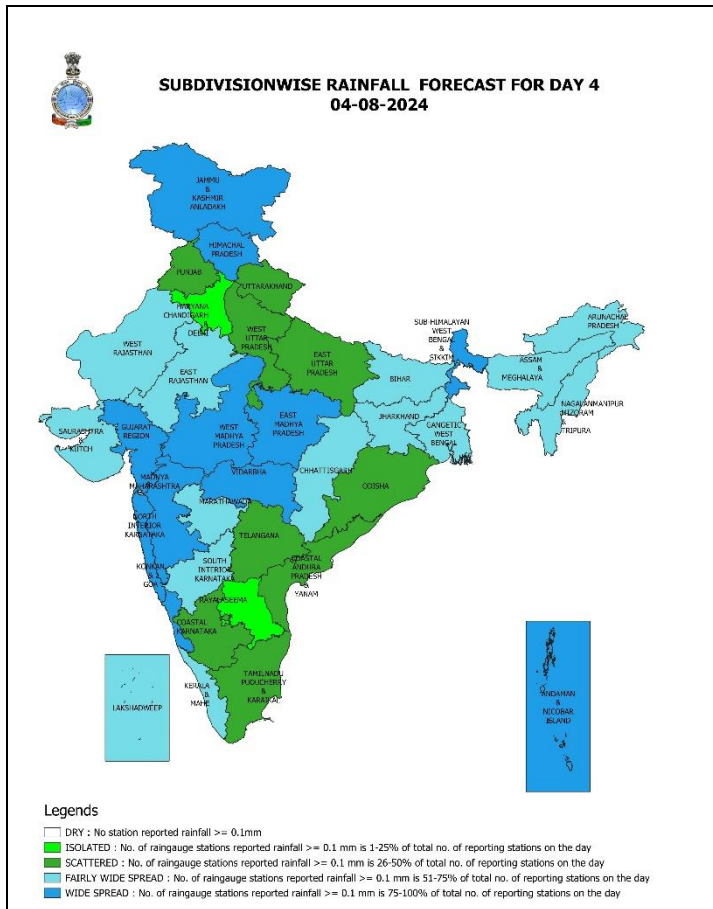 SUBDIVISIONWISE RAINFALL FORECAST FOR DAY 4
04-08-2024
JAMMU
&
KASHMIR
ANLADAKH
HIMACHAL
PRADESH
PUNJAB
UTTARAKHAND
HARYANA
CHANDIGARH
&
DELHI
WEST
UTTAR
PRADESH
EAST
UTTAR
PRADESH
WEST
RAJASTHAN
EAST
RAJASTHAN
SUB-HIMALAYAN
WEST
BENGAL
&
SIKKIM
ARUNACHAL
PRADESH
ASSAM
&
MEGHALAYA
NAGALANMANIPUR
MIZORAM
&
TRIPURA
BIHAR
JHARKHAND
GANGETIC
WEST
BENGAL
SAURASHTRA
&
KUTCH
GUJARAT
REGION
WEST
MADHYA
PRADESH
EAST
MADHYA
PRADESH
CHHATTISGARH
ODISHA
VIDARBHA
MADHYA
MAHARASHTRA
MARATHAWADA
NORTH
INTERIOR
KARNATAKA
KONKAN
&
GOA
TELANGANA
SOUTH
INTERIOR
KARNATAKA
COASTAL
ANDHRA
PRADESH
&
YANAM
RAYALASEEMA
COASTAL
KARNATAKA
TAMILNADU
PUDUCHERRY
&
KARAIKAL
KERALA
&
MAHE
LAKSHADWEEP
ANDAMAN
&
NICOBAR
ISLAND
Legends
DRY : No station reported rainfall >= 0.1mm
ISOLATED : No. of raingauge stations reported rainfall >= 0.1 mm is 1-25% of total no. of reporting stations on the day
SCATTERED : No. of raingauge stations reported rainfall >= 0.1 mm is 26-50% of total no. of reporting stations on the day
FAIRLY WIDE SPREAD : No. of raingauge stations reported rainfall >= 0.1 mm is 51-75% of total no. of reporting stations on the day
WIDE SPREAD : No. of raingauge stations reported rainfall >= 0.1 mm is 75-100% of total no. of reporting stations on the day